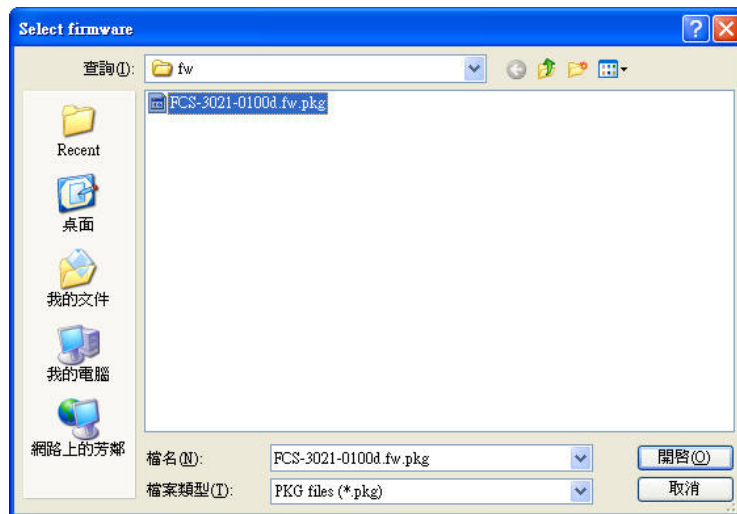 Select firmware
查詢(I): fw
FCS-3021-0100d.fw.pkg
Recent
桌面
我的文件
我的電腦
網路上的芳鄰
檔名(N): FCS-3021-0100d.fw.pkg 開啓(O)
檔案類型(T): PKG files (*.pkg) 取消